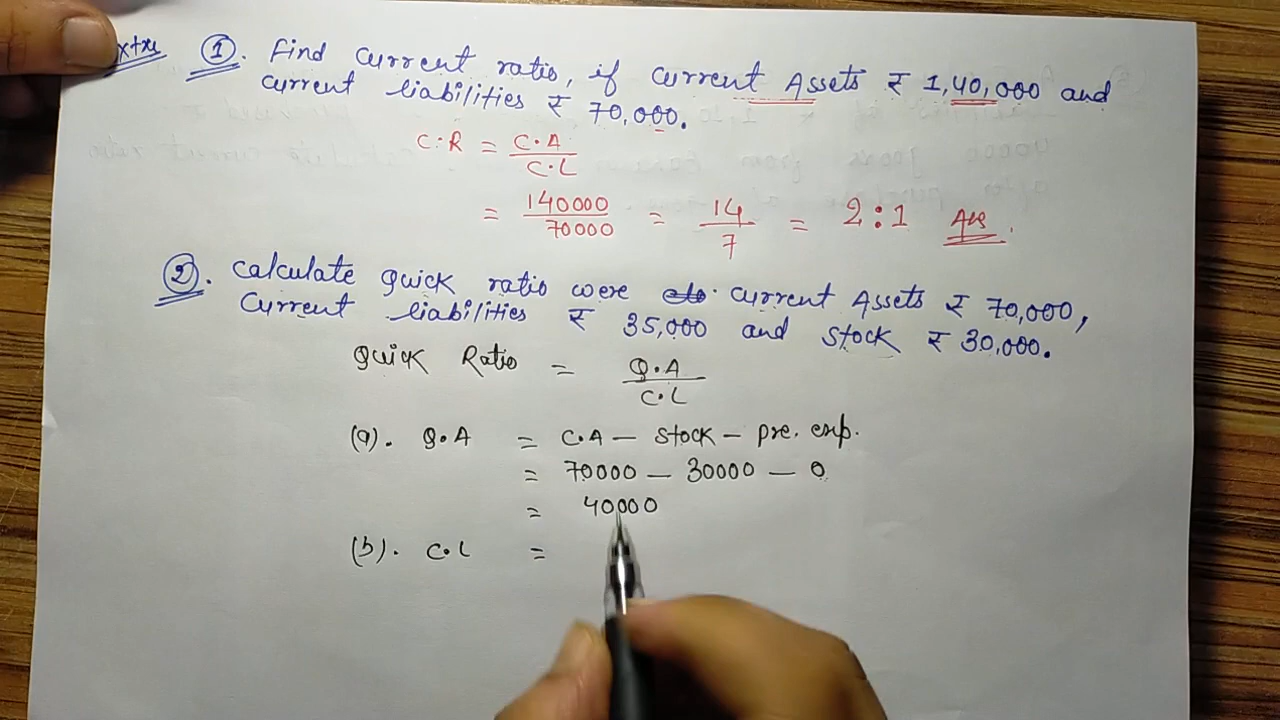 ①. Find current ratio, if current Assets ₹ 1,40,000 and
current liabilities ₹ 70,000.
C.R = C.A / C.L
= 140000 / 70000 = 14 / 7 = 2:1 Ans.
②. Calculate quick ratio were current Assets ₹ 70,000,
Current liabilities ₹ 35,000 and stock ₹ 30,000.
Quick Ratio = Q.A / C.L
(a). Q.A = C.A – stock – pre. exp.
= 70000 – 30000 – 0
= 40000
(b). C.L =